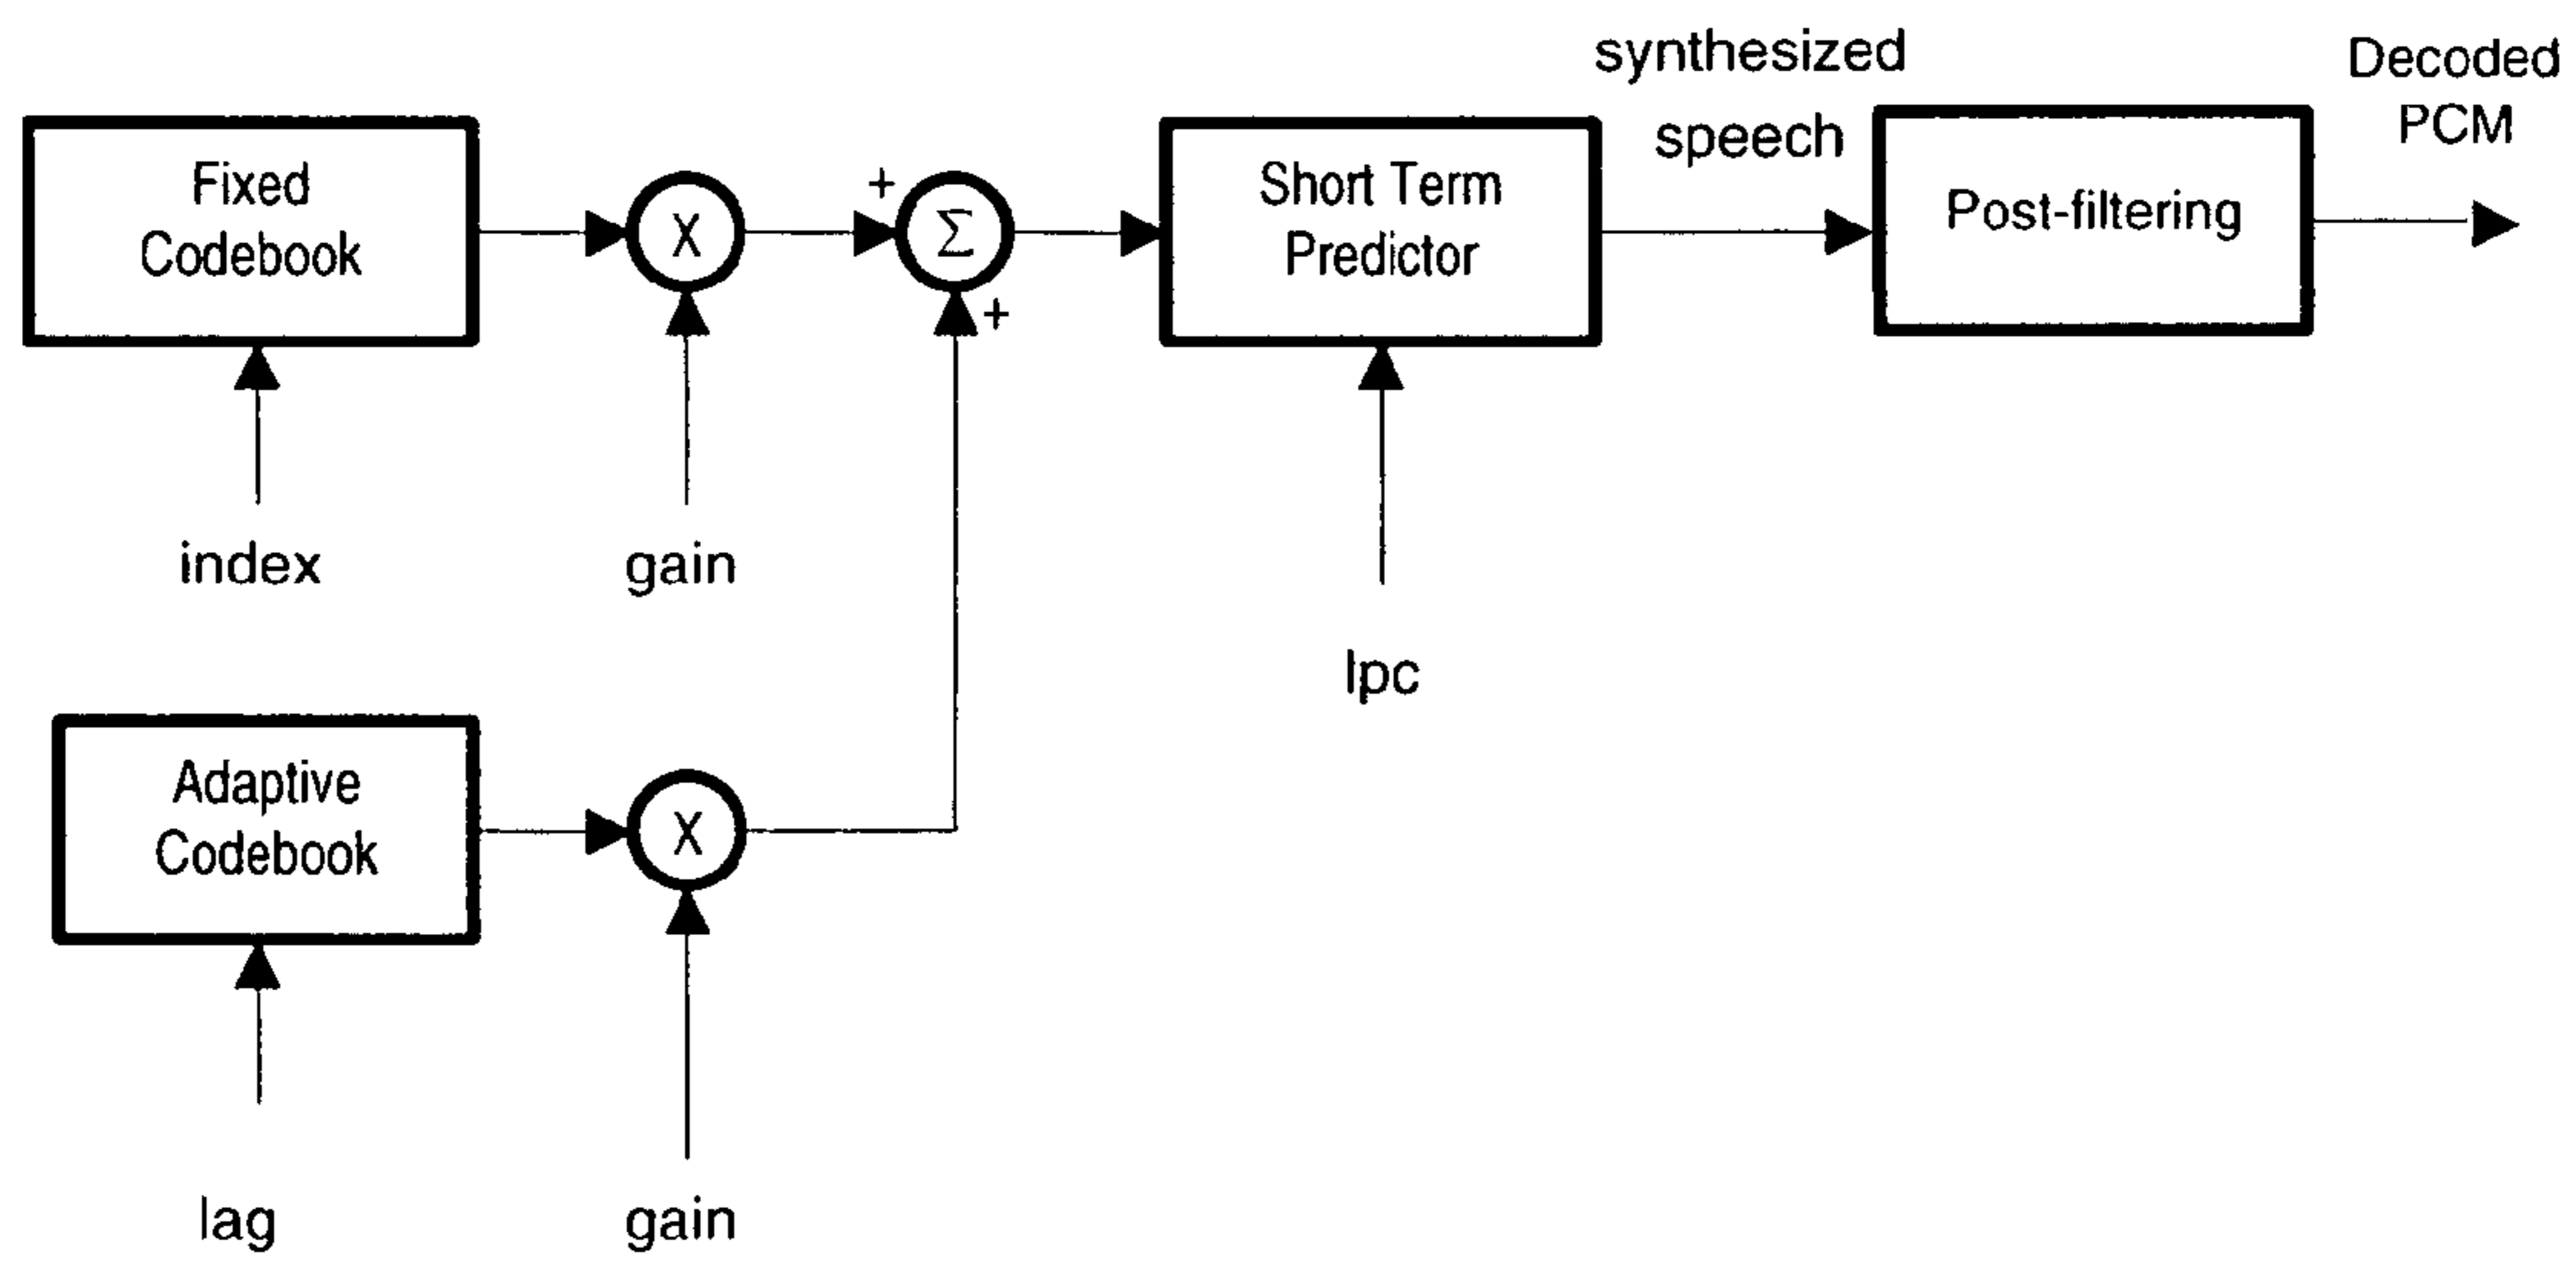 Fixed
Codebook
index
X
gain
+
Σ
+
Short Term
Predictor
lpc
synthesized
speech
Post-filtering
Decoded
PCM
Adaptive
Codebook
lag
X
gain